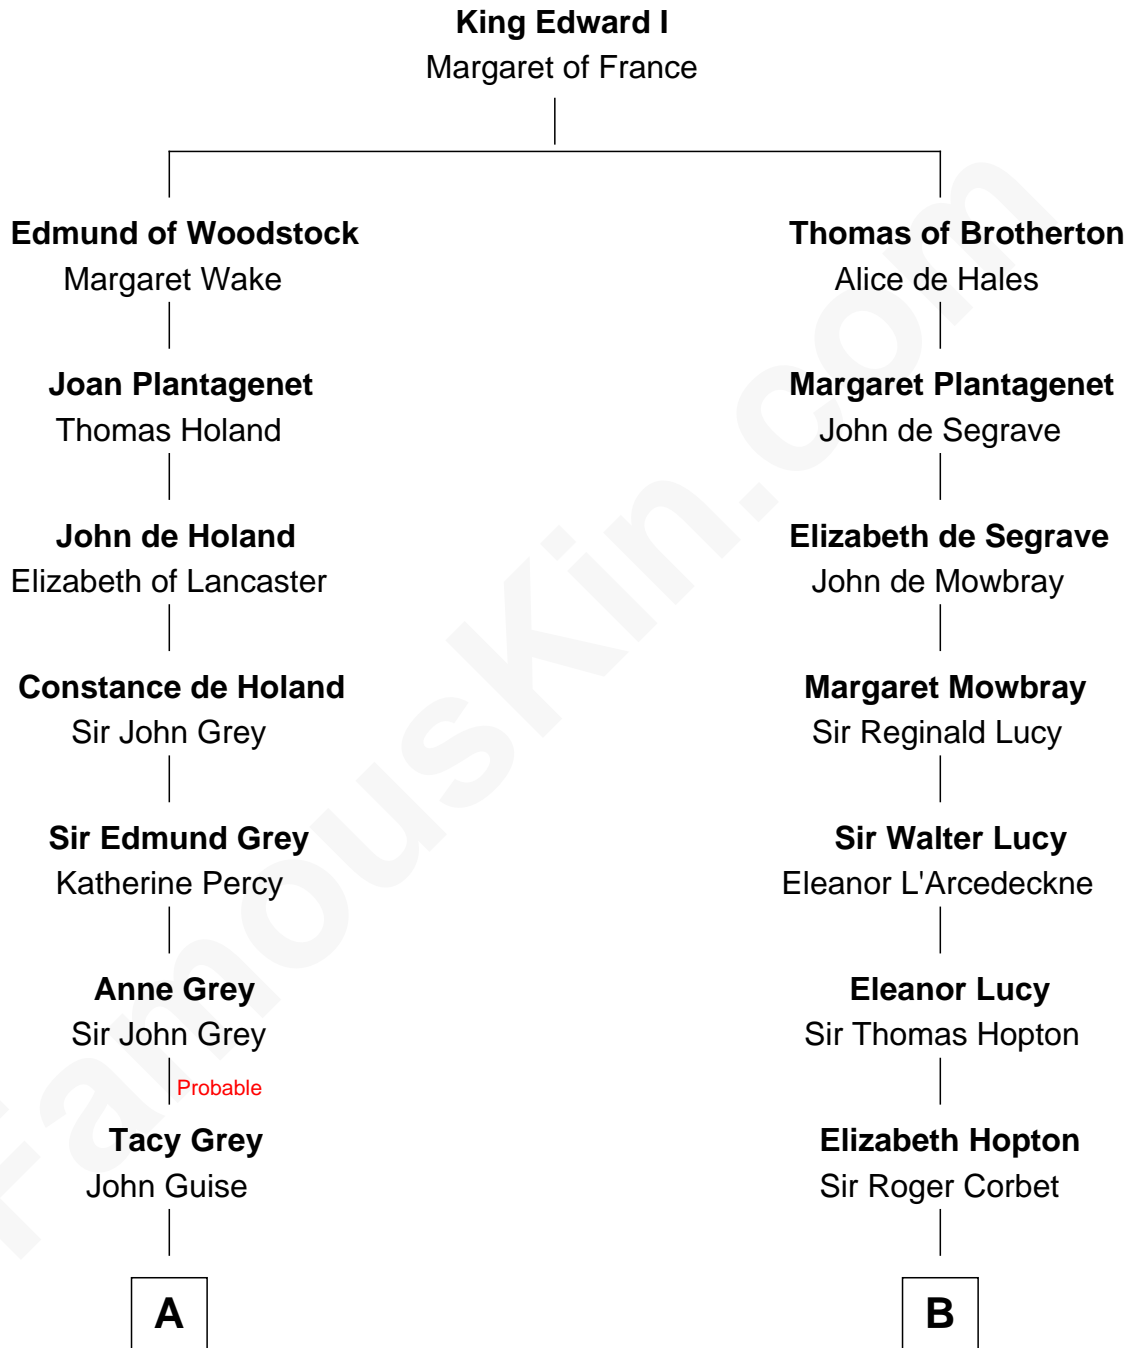 King Edward I
Margaret of France
Edmund of Woodstock
Margaret Wake
Thomas of Brotherton
Alice de Hales
Joan Plantagenet
Thomas Holand
Margaret Plantagenet
John de Segrave
John de Holand
Elizabeth of Lancaster
Elizabeth de Segrave
John de Mowbray
Constance de Holand
Sir John Grey
Margaret Mowbray
Sir Reginald Lucy
Sir Edmund Grey
Katherine Percy
Sir Walter Lucy
Eleanor L'Arcedeckne
Anne Grey
Sir John Grey
Eleanor Lucy
Sir Thomas Hopton
Probable
Tacy Grey
John Guise
Elizabeth Hopton
Sir Roger Corbet
A
B
FamousKin.com